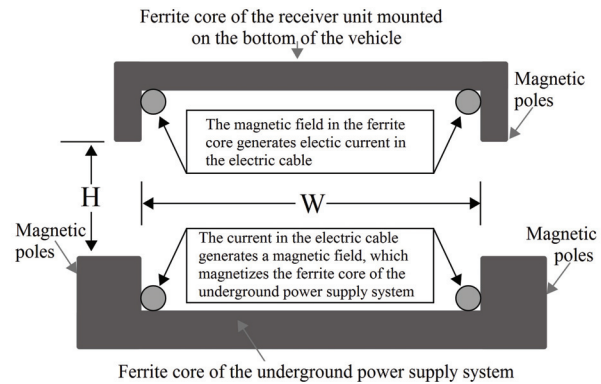 Ferrite core of the receiver unit mounted
on the bottom of the vehicle
Magnetic
poles
The magnetic field in the ferrite
core generates electic current in
the electric cable
H
W
Magnetic
poles
The current in the electric cable
generates a magnetic field, which
magnetizes the ferrite core of the
underground power supply system
Magnetic
poles
Ferrite core of the underground power supply system